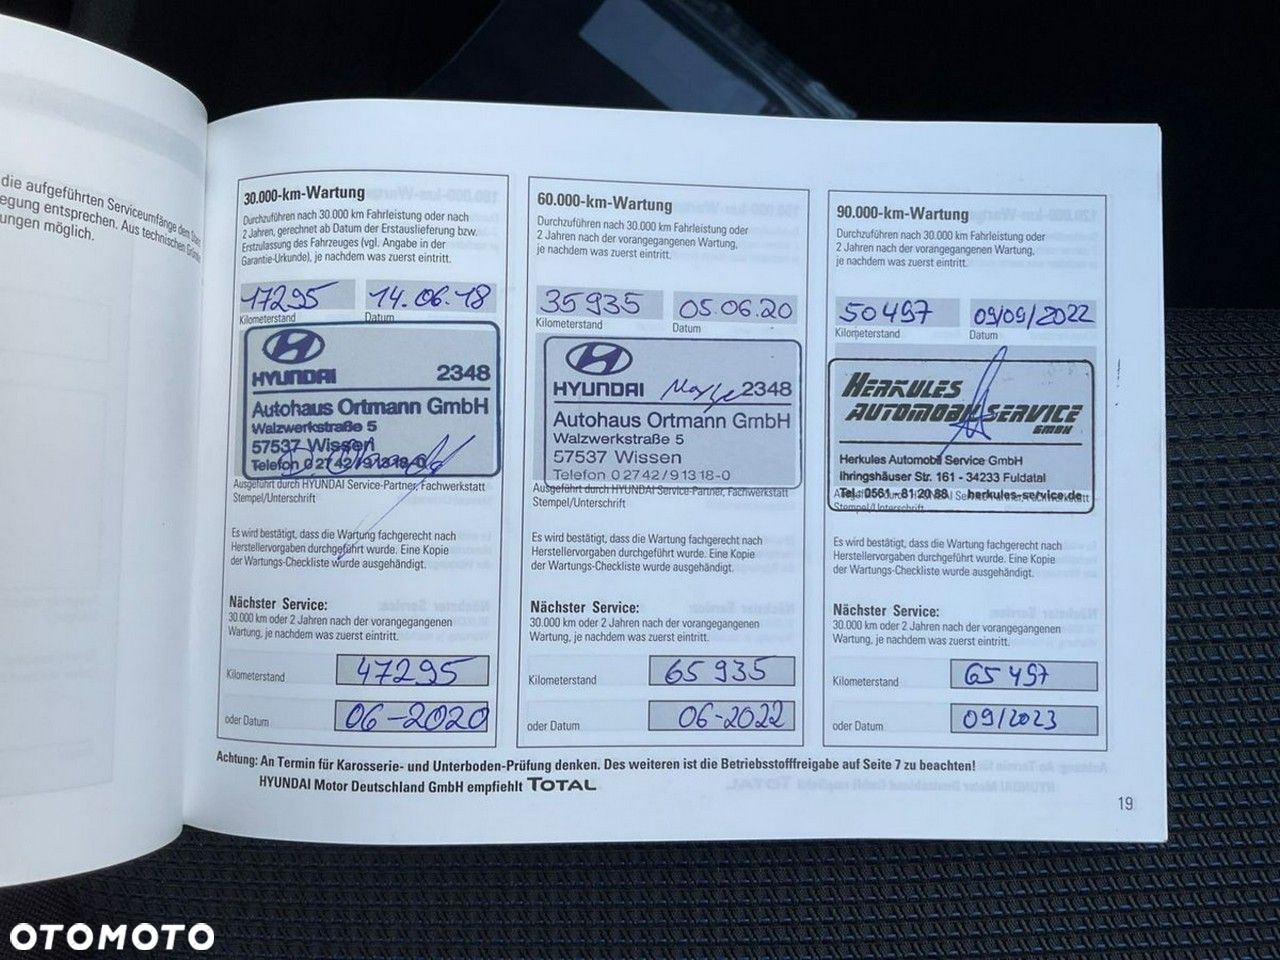 die aufgeführten Serviceumfänge den
egung entsprechen. Aus technischen
ungen möglich.
30.000-km-Wartung
Durchzuführen nach 30.000 km Fahrleistung oder nach
2 Jahren, gerechnet ab Datum der Erstauslieferung bzw.
Erstzulassung des Fahrzeuges (vgl. Angabe in der
Garantie-Urkunde), je nachdem was zuerst eintritt.
17295 14.06.18
Kilometerstand Datum
HYUNDAI 2348
Autohaus Ortmann GmbH
Walzwerkstraße 5
57537 Wissen
Telefon 02742/91318-0
Ausgeführt durch HYUNDAI Service-Partner, Fachwerkstatt
Stempel/Unterschrift
Es wird bestätigt, dass die Wartung fachgerecht nach
Herstellervorgaben durchgeführt wurde. Eine Kopie
der Wartungs-Checkliste wurde ausgehändigt.
Nächster Service:
30.000 km oder 2 Jahren nach der vorangegangenen
Wartung, je nachdem was zuerst eintritt.
Kilometerstand 47295
oder Datum 06-2020
60.000-km-Wartung
Durchzuführen nach 30.000 km Fahrleistung oder
2 Jahren nach der vorangegangenen Wartung,
je nachdem was zuerst eintritt.
35935 05.06.20
Kilometerstand Datum
HYUNDAI 2348
Autohaus Ortmann GmbH
Walzwerkstraße 5
57537 Wissen
Telefon 02742/91318-0
Ausgeführt durch HYUNDAI Service-Partner, Fachwerkstatt
Stempel/Unterschrift
Es wird bestätigt, dass die Wartung fachgerecht nach
Herstellervorgaben durchgeführt wurde. Eine Kopie
der Wartungs-Checkliste wurde ausgehändigt.
Nächster Service:
30.000 km oder 2 Jahren nach der vorangegangenen
Wartung, je nachdem was zuerst eintritt.
Kilometerstand 65935
oder Datum 06-2022
90.000-km-Wartung
Durchzuführen nach 30.000 km Fahrleistung oder
2 Jahren nach der vorangegangenen Wartung,
je nachdem was zuerst eintritt.
50497 09/09/2022
Kilometerstand Datum
HERKULES
AUTOMOBIL SERVICE
GMBH
Herkules Automobil Service GmbH
Ihringshäuser Str. 161 - 34233 Fuldatal
Tel.: 0561 - 81 20 88 herkules-service.de
Stempel/Unterschrift
Es wird bestätigt, dass die Wartung fachgerecht nach
Herstellervorgaben durchgeführt wurde. Eine Kopie
der Wartungs-Checkliste wurde ausgehändigt.
Nächster Service:
30.000 km oder 2 Jahren nach der vorangegangenen
Wartung, je nachdem was zuerst eintritt.
Kilometerstand 65497
oder Datum 09/2023
Achtung: An Termin für Karosserie- und Unterboden-Prüfung denken. Des weiteren ist die Betriebsstofffreigabe auf Seite 7 zu beachten!
HYUNDAI Motor Deutschland GmbH empfiehlt TOTAL
19
OTOMOTO